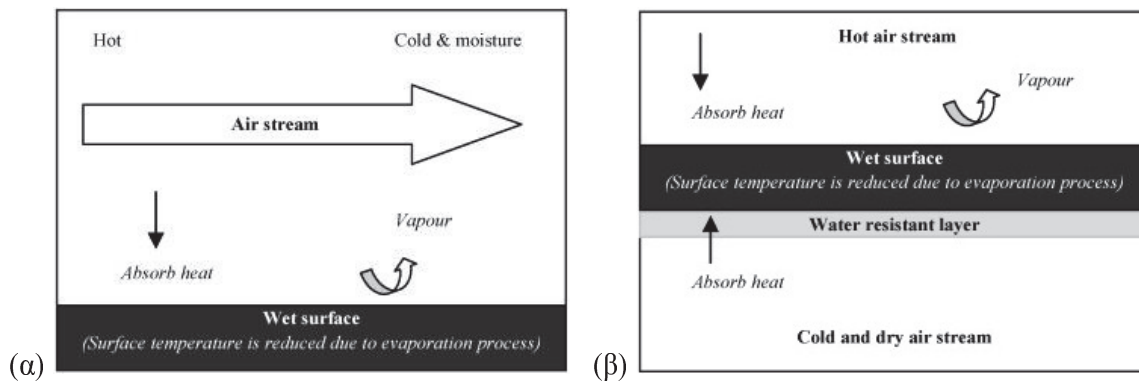 Hot Cold & moisture
Air stream
Vapour
Absorb heat
Wet surface
(Surface temperature is reduced due to evaporation process)
(α)
Hot air stream
Vapour
Absorb heat
Wet surface
(Surface temperature is reduced due to evaporation process)
Water resistant layer
Absorb heat
Cold and dry air stream
(β)